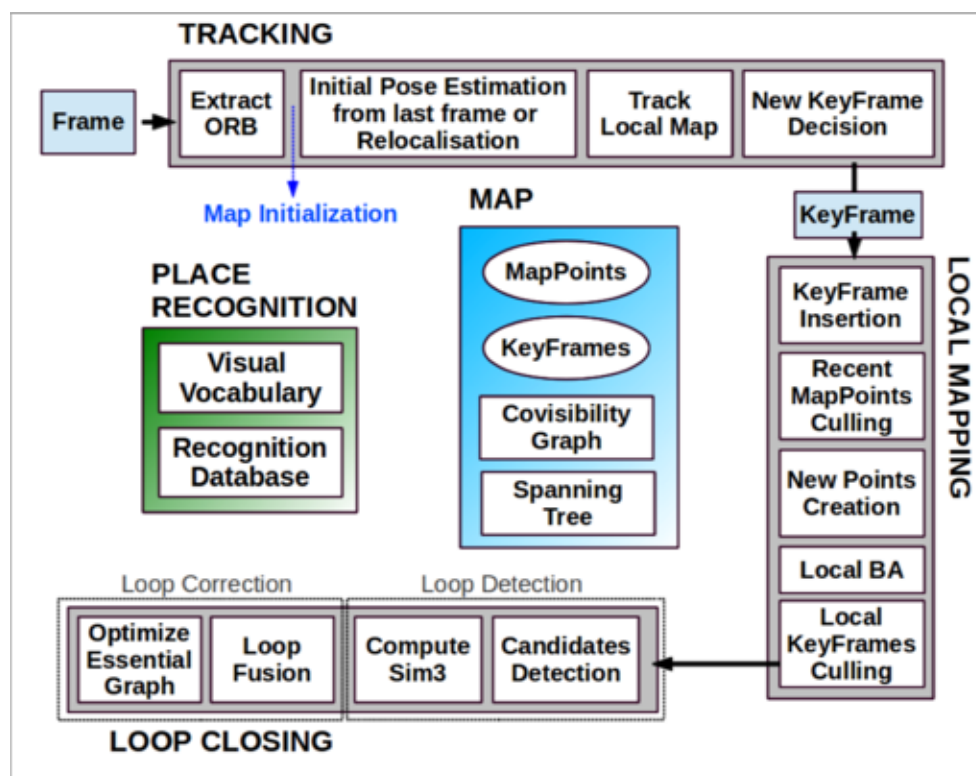 TRACKING
Frame
Extract
ORB
Initial Pose Estimation
from last frame or
Relocalisation
Track
Local Map
New KeyFrame
Decision
Map Initialization
KeyFrame
MAP
MapPoints
KeyFrames
Covisibility
Graph
Spanning
Tree
PLACE
RECOGNITION
Visual
Vocabulary
Recognition
Database
LOCAL MAPPING
KeyFrame
Insertion
Recent
MapPoints
Culling
New Points
Creation
Local BA
Local
KeyFrames
Culling
Loop Correction
Loop Detection
Optimize
Essential
Graph
Loop
Fusion
Compute
Sim3
Candidates
Detection
LOOP CLOSING